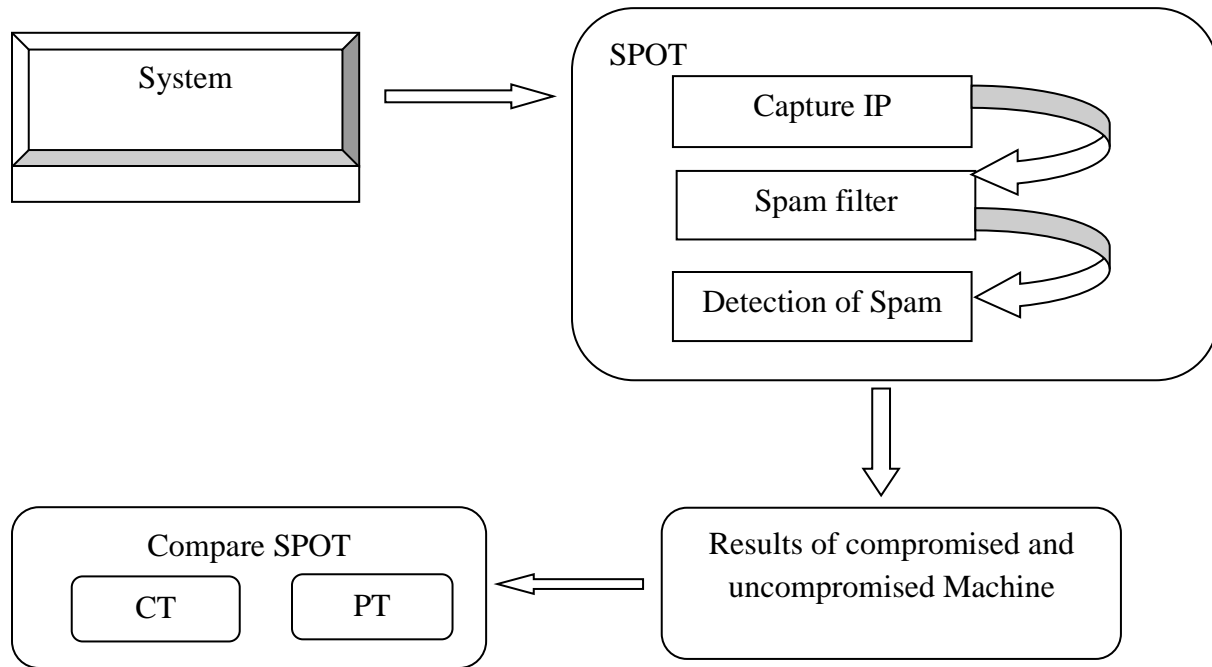 System
SPOT
Capture IP
Spam filter
Detection of Spam
Results of compromised and
uncompromised Machine
Compare SPOT
CT
PT